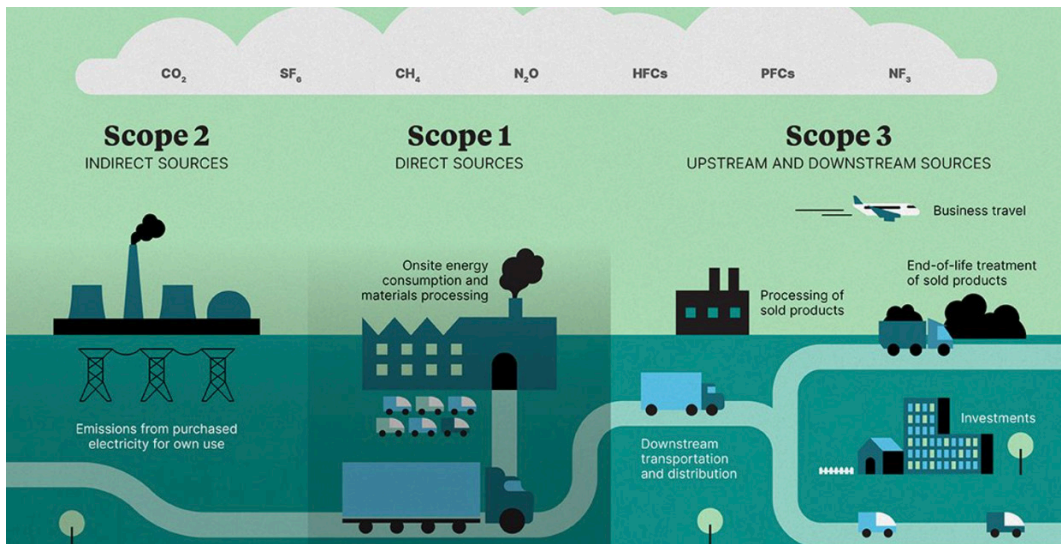 CO₂ SF₆ CH₄ N₂O HFCs PFCs NF₃
Scope 2
INDIRECT SOURCES
Emissions from purchased
electricity for own use
Scope 1
DIRECT SOURCES
Onsite energy
consumption and
materials processing
Scope 3
UPSTREAM AND DOWNSTREAM SOURCES
Business travel
Processing of
sold products
End-of-life treatment
of sold products
Downstream
transportation
and distribution
Investments